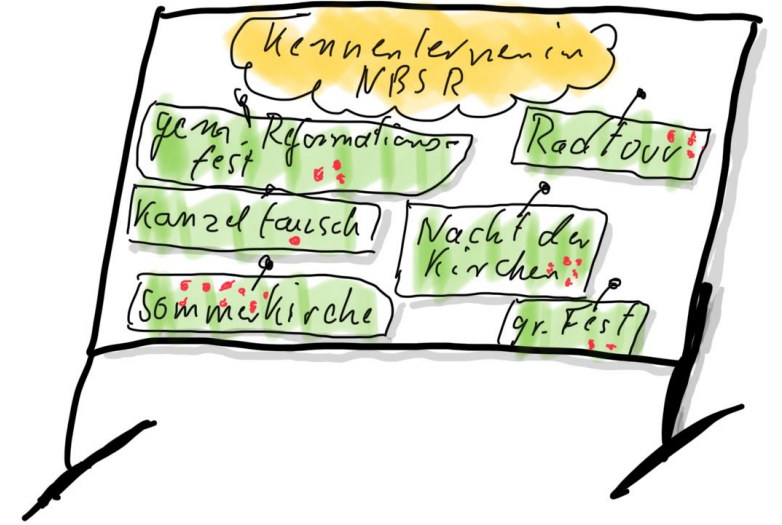 Kennenlernen in
NBSR
gem. Reformations-
fest
Radtour
Kanzeltausch
Nacht der
Kirchen
Sommerkirche
gr. Fest